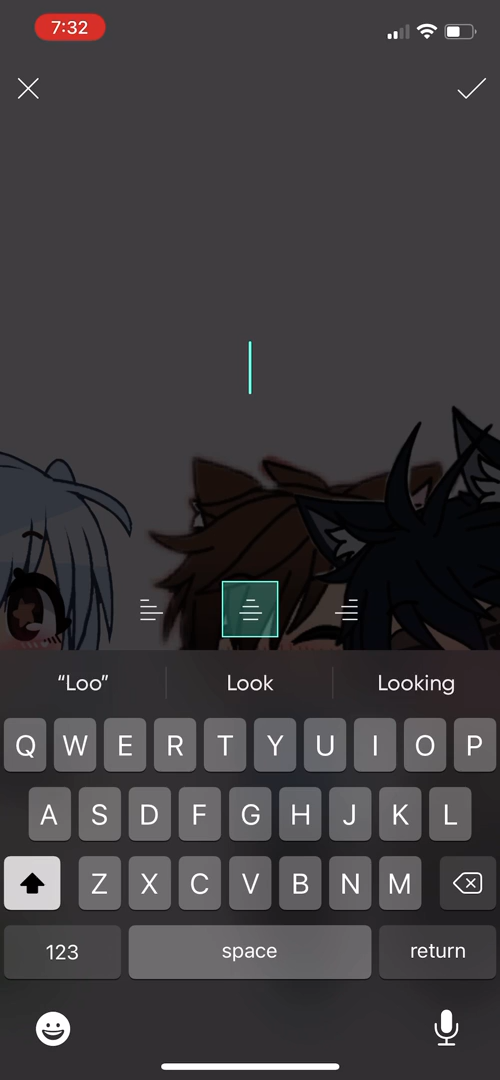 7:32
“Loo” Look Looking
Q W E R T Y U I O P
A S D F G H J K L
Z X C V B N M
123 space return